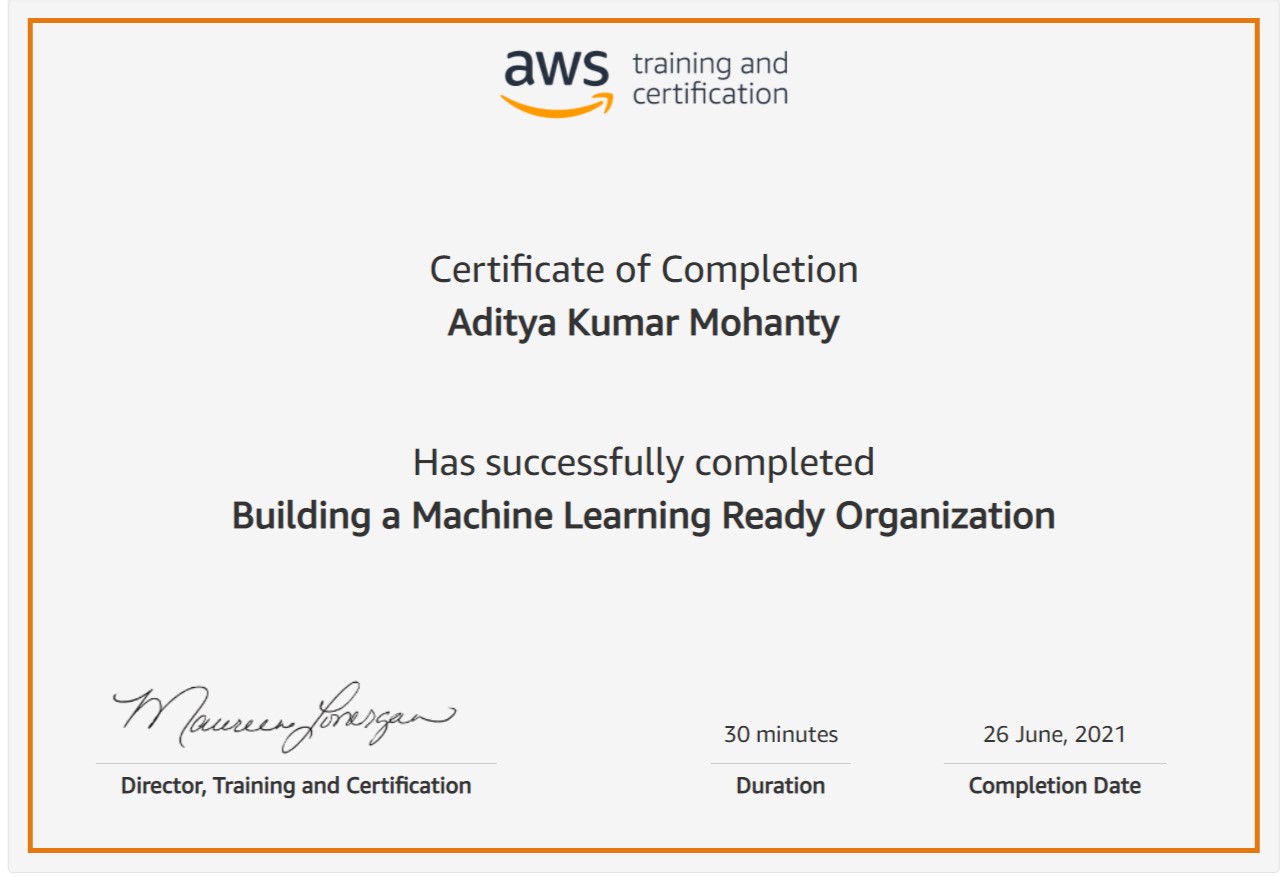 aws training and
certification
Certificate of Completion
Aditya Kumar Mohanty
Has successfully completed
Building a Machine Learning Ready Organization
Maureen Lonergan
30 minutes
26 June, 2021
Director, Training and Certification
Duration
Completion Date